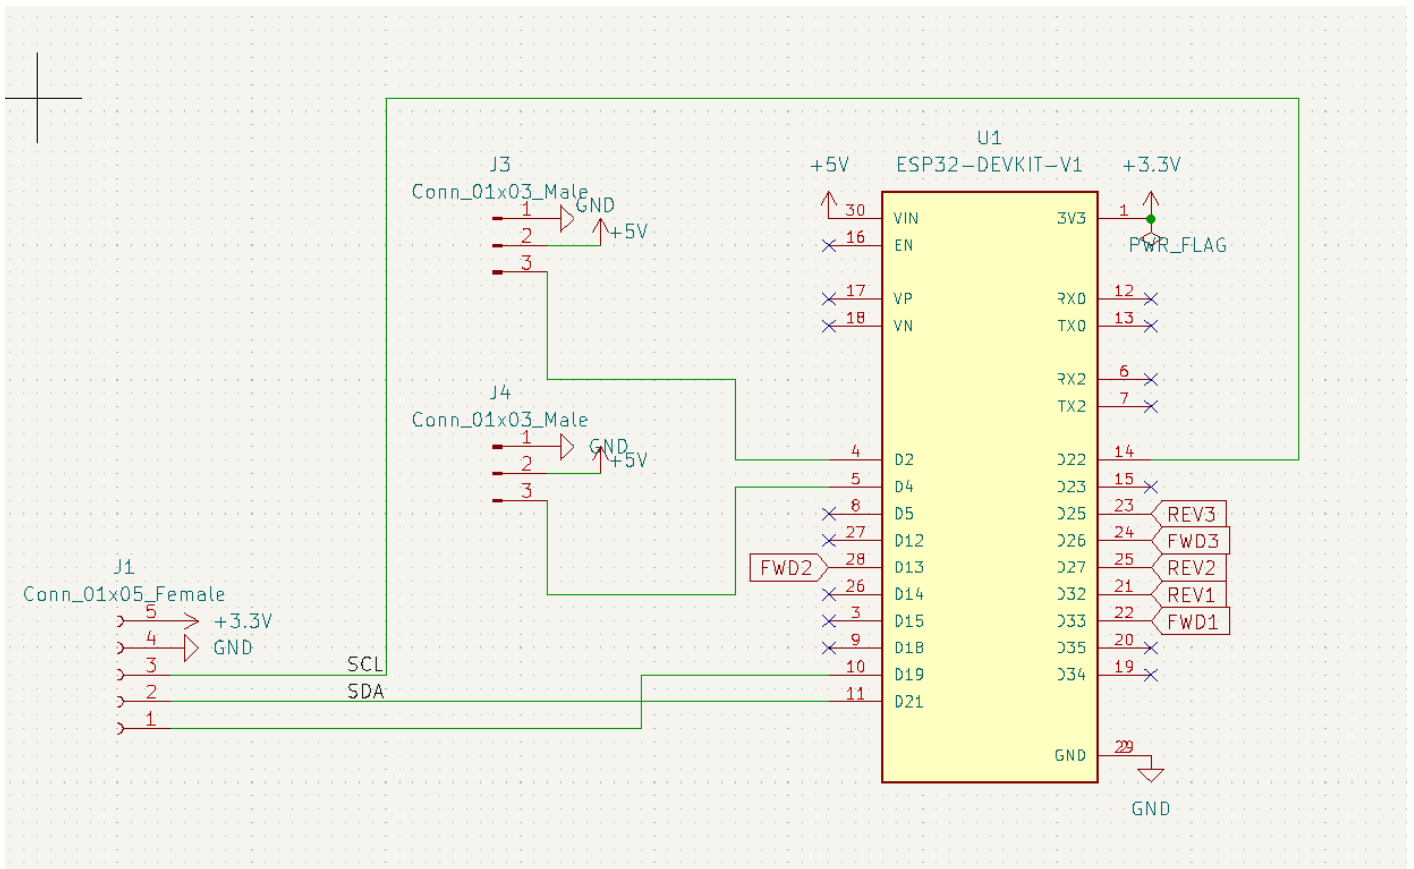 J3
Conn_01x03_Male
1
GND
2
+5V
3
J4
Conn_01x03_Male
1
GND
2
+5V
3
J1
Conn_01x05_Female
5
+3.3V
4
GND
3
SCL
2
SDA
1
U1
ESP32-DEVKIT-V1
+5V
+3.3V
30 VIN
3V3 1
16 EN
PWR_FLAG
17 VP
RX0 12
18 VN
TX0 13
RX2 6
TX2 7
4 D2
D22 14
5 D4
D23 15
8 D5
D25 23 REV3
27 D12
D26 24 FWD3
FWD2 28 D13
D27 25 REV2
26 D14
D32 21 REV1
3 D15
D33 22 FWD1
9 D18
D35 20
10 D19
D34 19
11 D21
GND
GND